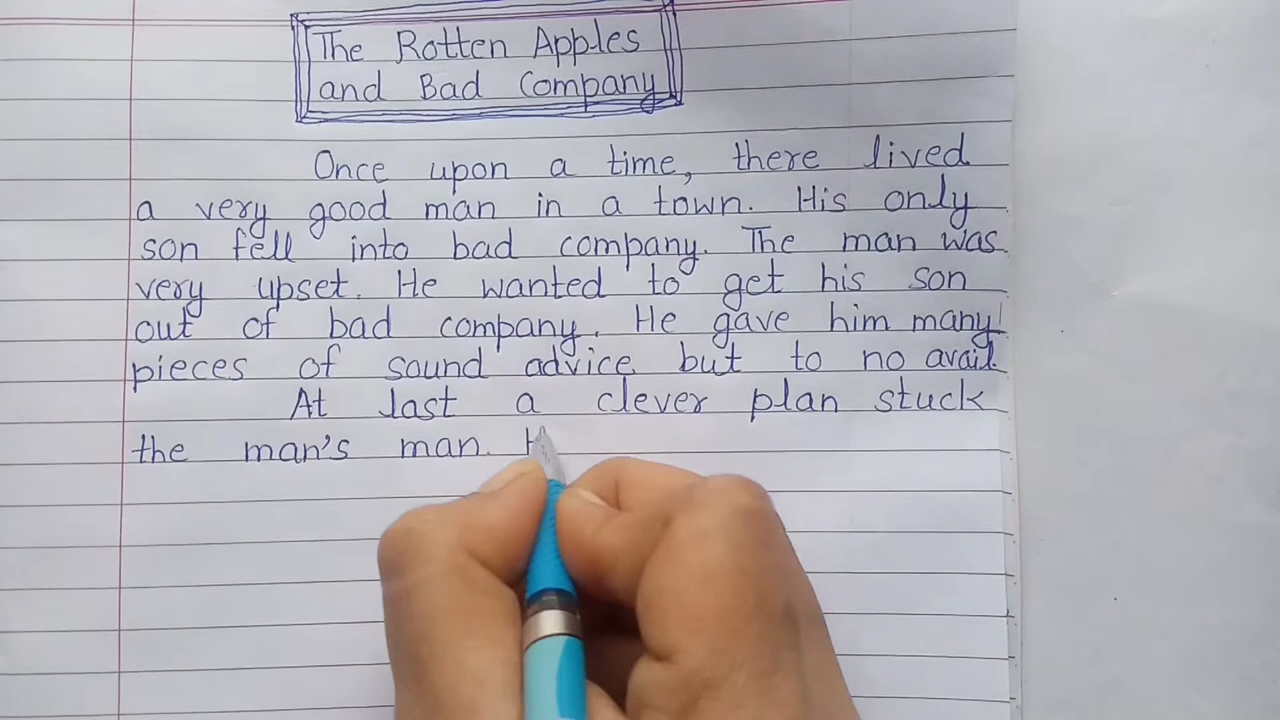 The Rotten Apples
and Bad Company
Once upon a time, there lived
a very good man in a town. His only
son fell into bad company. The man was
very upset. He wanted to get his son
out of bad company. He gave him many
pieces of sound advice but to no avail.
At last a clever plan stuck
the man's man.